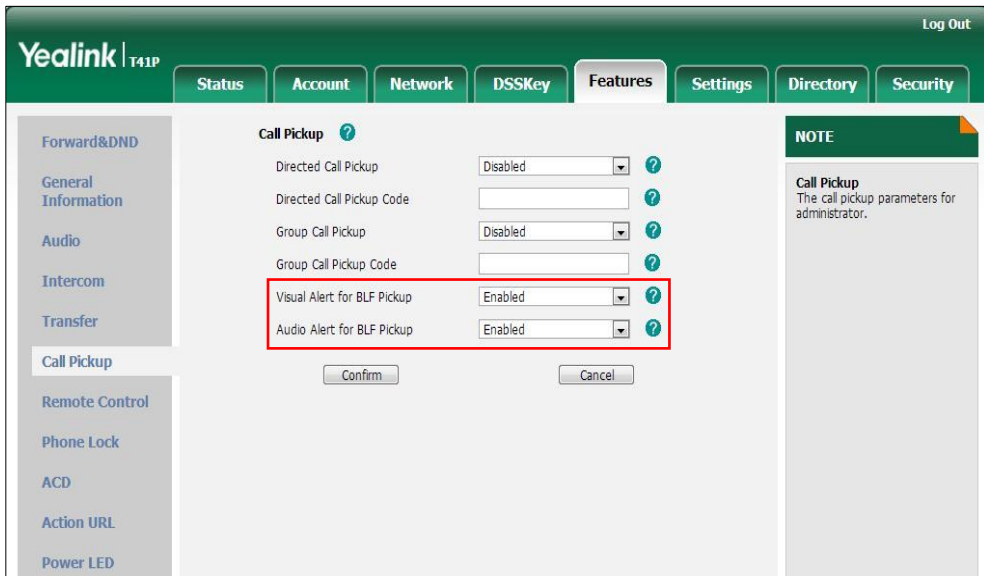 Log Out
Yealink T41P
Status Account Network DSSKey Features Settings Directory Security
Forward&DND
General
Information
Audio
Intercom
Transfer
Call Pickup
Remote Control
Phone Lock
ACD
Action URL
Power LED
Call Pickup ?
Directed Call Pickup Disabled ?
Directed Call Pickup Code ?
Group Call Pickup Disabled ?
Group Call Pickup Code ?
Visual Alert for BLF Pickup Enabled ?
Audio Alert for BLF Pickup Enabled ?
Confirm Cancel
NOTE
Call Pickup
The call pickup parameters for
administrator.